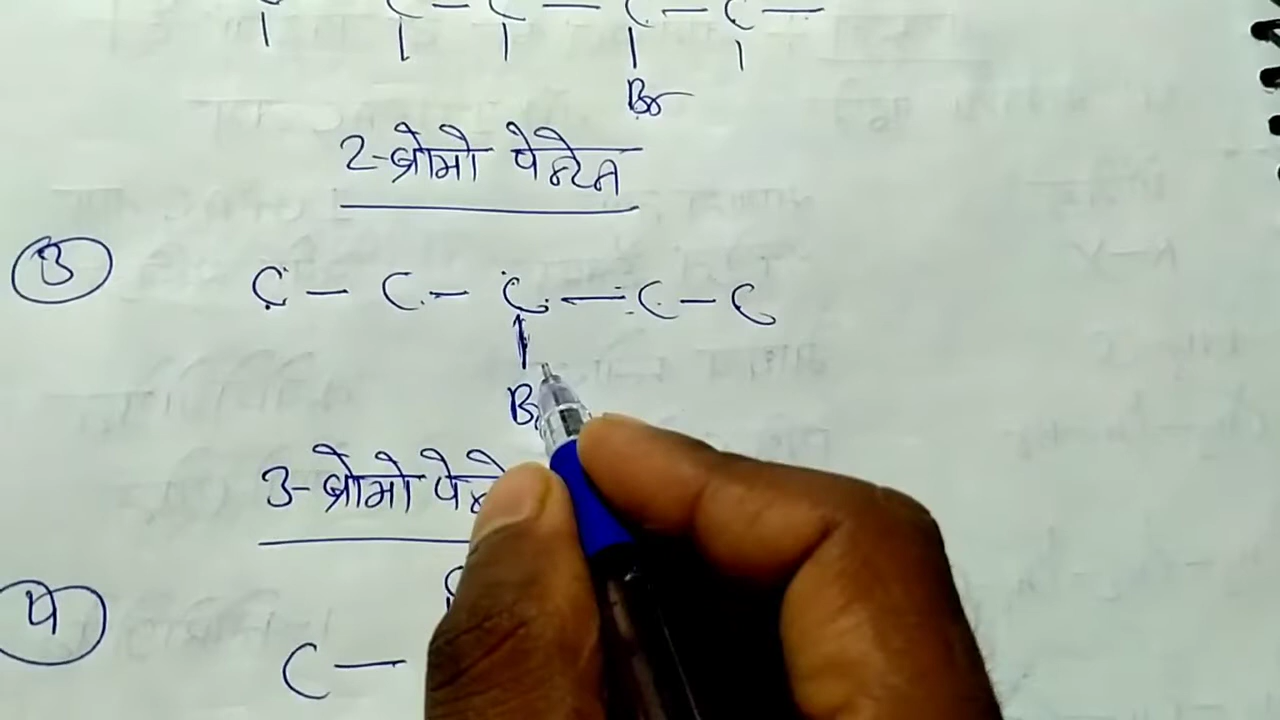 C – C – C – C –
Br
2-ब्रोमो पेन्टेन
3
C – C – C – C – C
|
B
3-ब्रोमो
4
C –